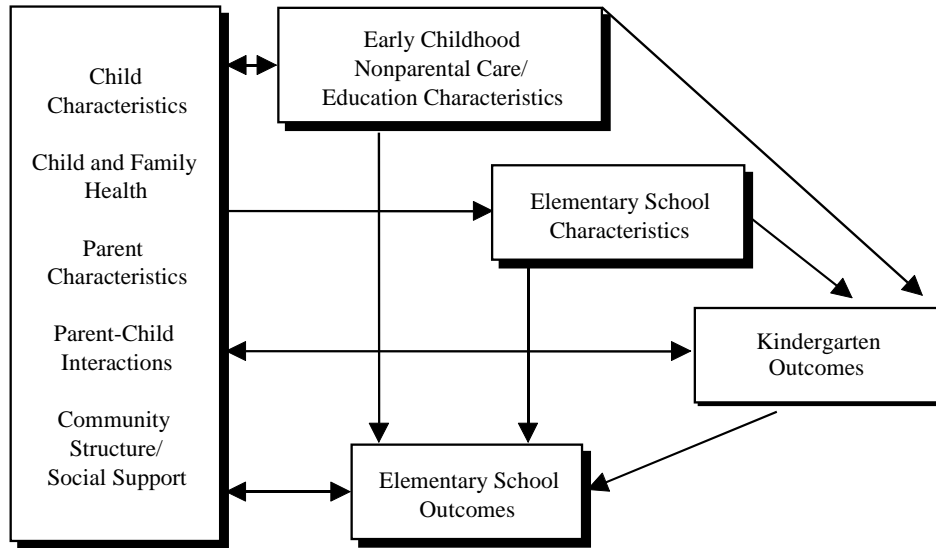 Child
Characteristics
Child and Family
Health
Parent
Characteristics
Parent-Child
Interactions
Community
Structure/
Social Support
Early Childhood
Nonparental Care/
Education Characteristics
Elementary School
Characteristics
Kindergarten
Outcomes
Elementary School
Outcomes